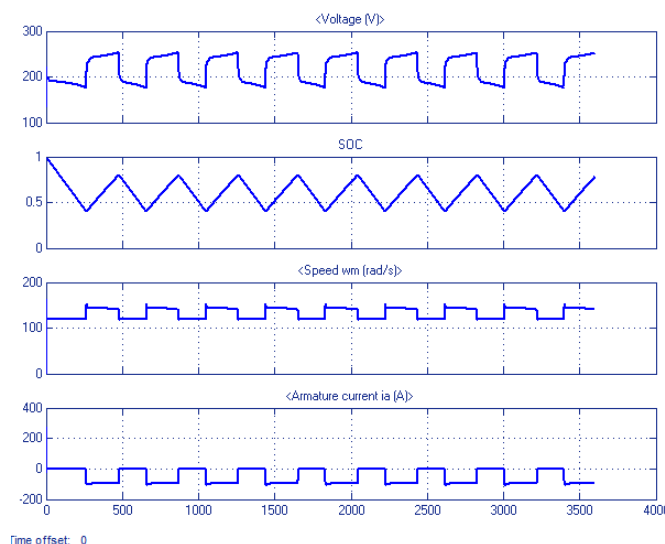 <Voltage (V)>
300
200
100
SOC
1
0.5
0
<Speed wm (rad/s)>
200
100
0
<Armature current ia (A)>
400
200
0
-200
0 500 1000 1500 2000 2500 3000 3500 4000
Time offset: 0